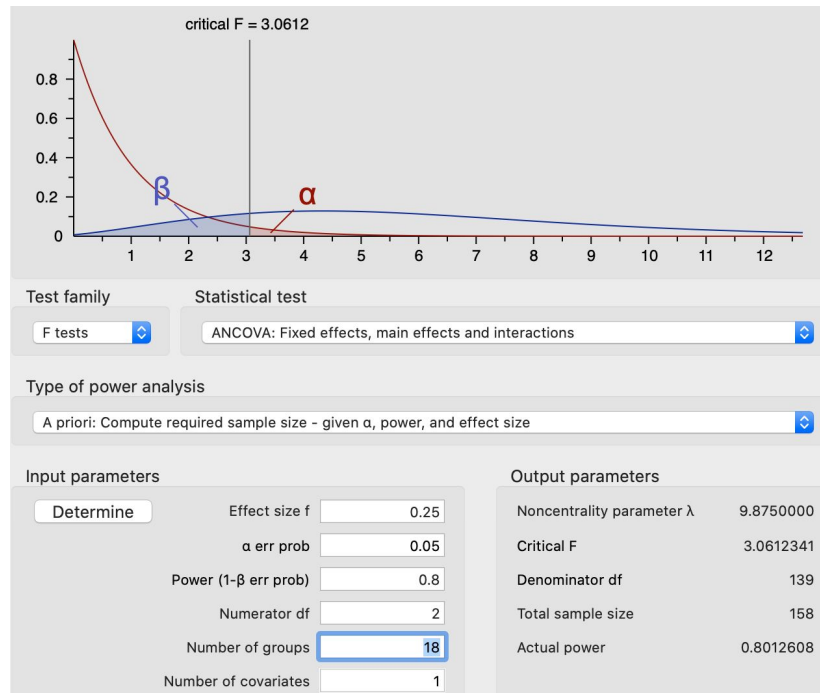 critical F = 3.0612
0.8
0.6
0.4
0.2
0
β
α
1 2 3 4 5 6 7 8 9 10 11 12
Test family Statistical test
F tests ANCOVA: Fixed effects, main effects and interactions
Type of power analysis
A priori: Compute required sample size - given α, power, and effect size
Input parameters Output parameters
Determine Effect size f 0.25 Noncentrality parameter λ 9.8750000
α err prob 0.05 Critical F 3.0612341
Power (1-β err prob) 0.8 Denominator df 139
Numerator df 2 Total sample size 158
Number of groups 18 Actual power 0.8012608
Number of covariates 1